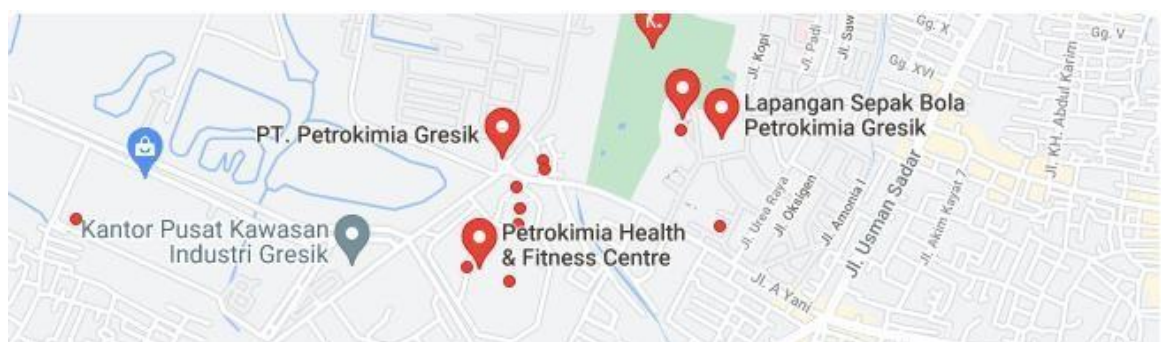 K.
Jl. Kopi
Jl. Padi
Jl. Saw
Gg. X
Gg. V
Gg. XVI
Jl. KH. Abdul Karim
PT. Petrokimia Gresik
Lapangan Sepak Bola
Petrokimia Gresik
Kantor Pusat Kawasan
Industri Gresik
Petrokimia Health
& Fitness Centre
Jl. Urea Raya
Jl. Oksigen
Jl. Amonia I
Jl. Usman Sadar
Jl. Akim Kayat 7
Jl. A Yani